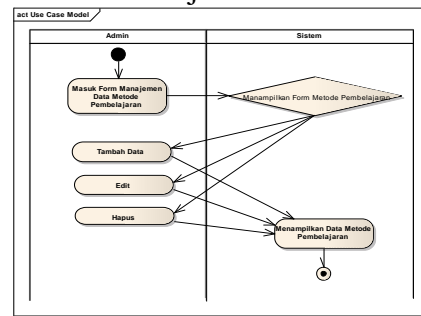 act Use Case Model
Admin
Sistem
Masuk Form Manajemen
Data Metode
Pembelajaran
Manampilkan Form Metode Pembelajaran
Tambah Data
Edit
Hapus
Menampilkan Data Metode
Pembelajaran